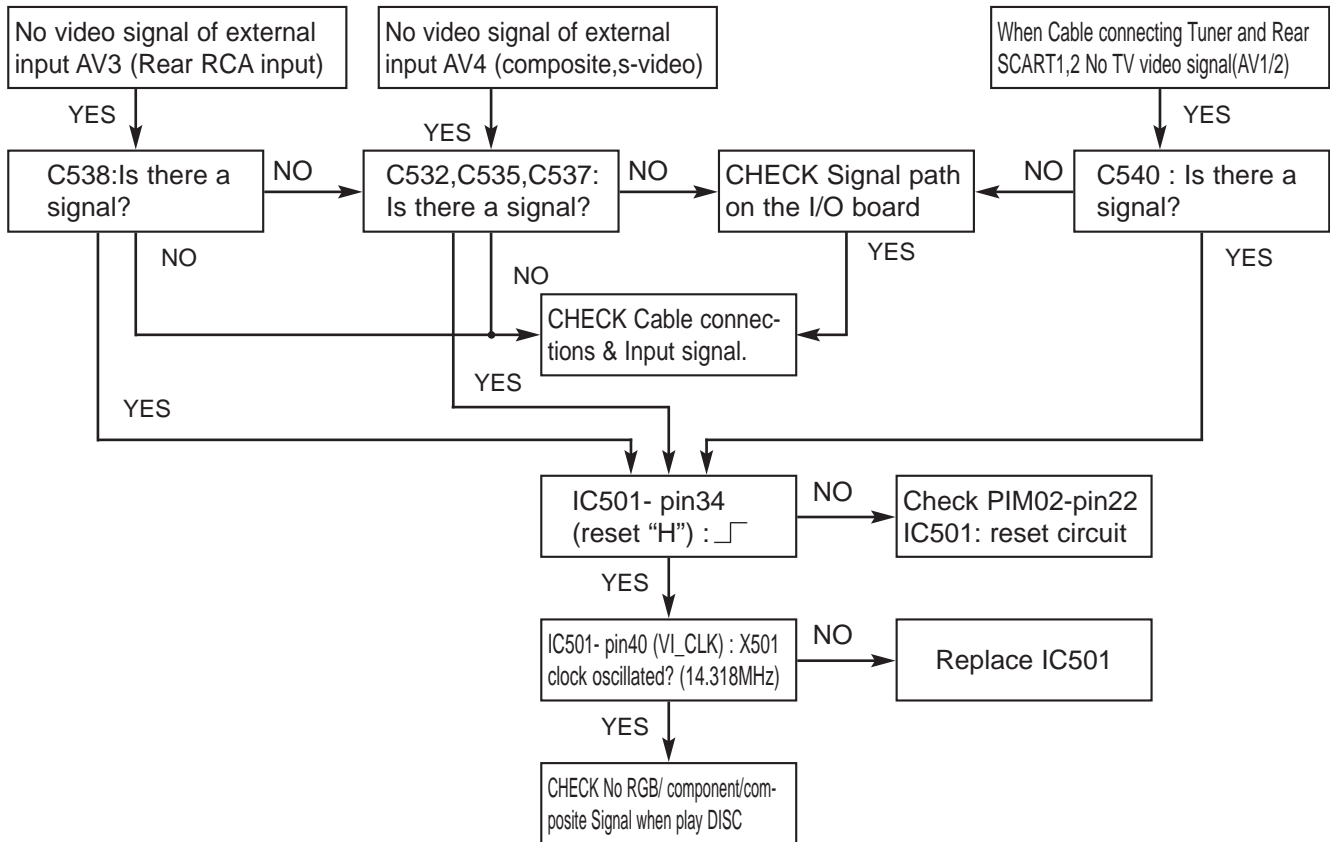 No video signal of external
input AV3 (Rear RCA input)
No video signal of external
input AV4 (composite,s-video)
When Cable connecting Tuner and Rear
SCART1,2 No TV video signal(AV1/2)
YES
YES
YES
C538:Is there a
signal?
NO
C532,C535,C537:
Is there a signal?
NO
CHECK Signal path
on the I/O board
NO
C540 : Is there a
signal?
NO
NO
YES
YES
CHECK Cable connec-
tions & Input signal.
YES
YES
IC501- pin34
(reset “H”) :
NO
Check PIM02-pin22
IC501: reset circuit
YES
IC501- pin40 (VI_CLK) : X501
clock oscillated? (14.318MHz)
NO
Replace IC501
YES
CHECK No RGB/ component/com-
posite Signal when play DISC